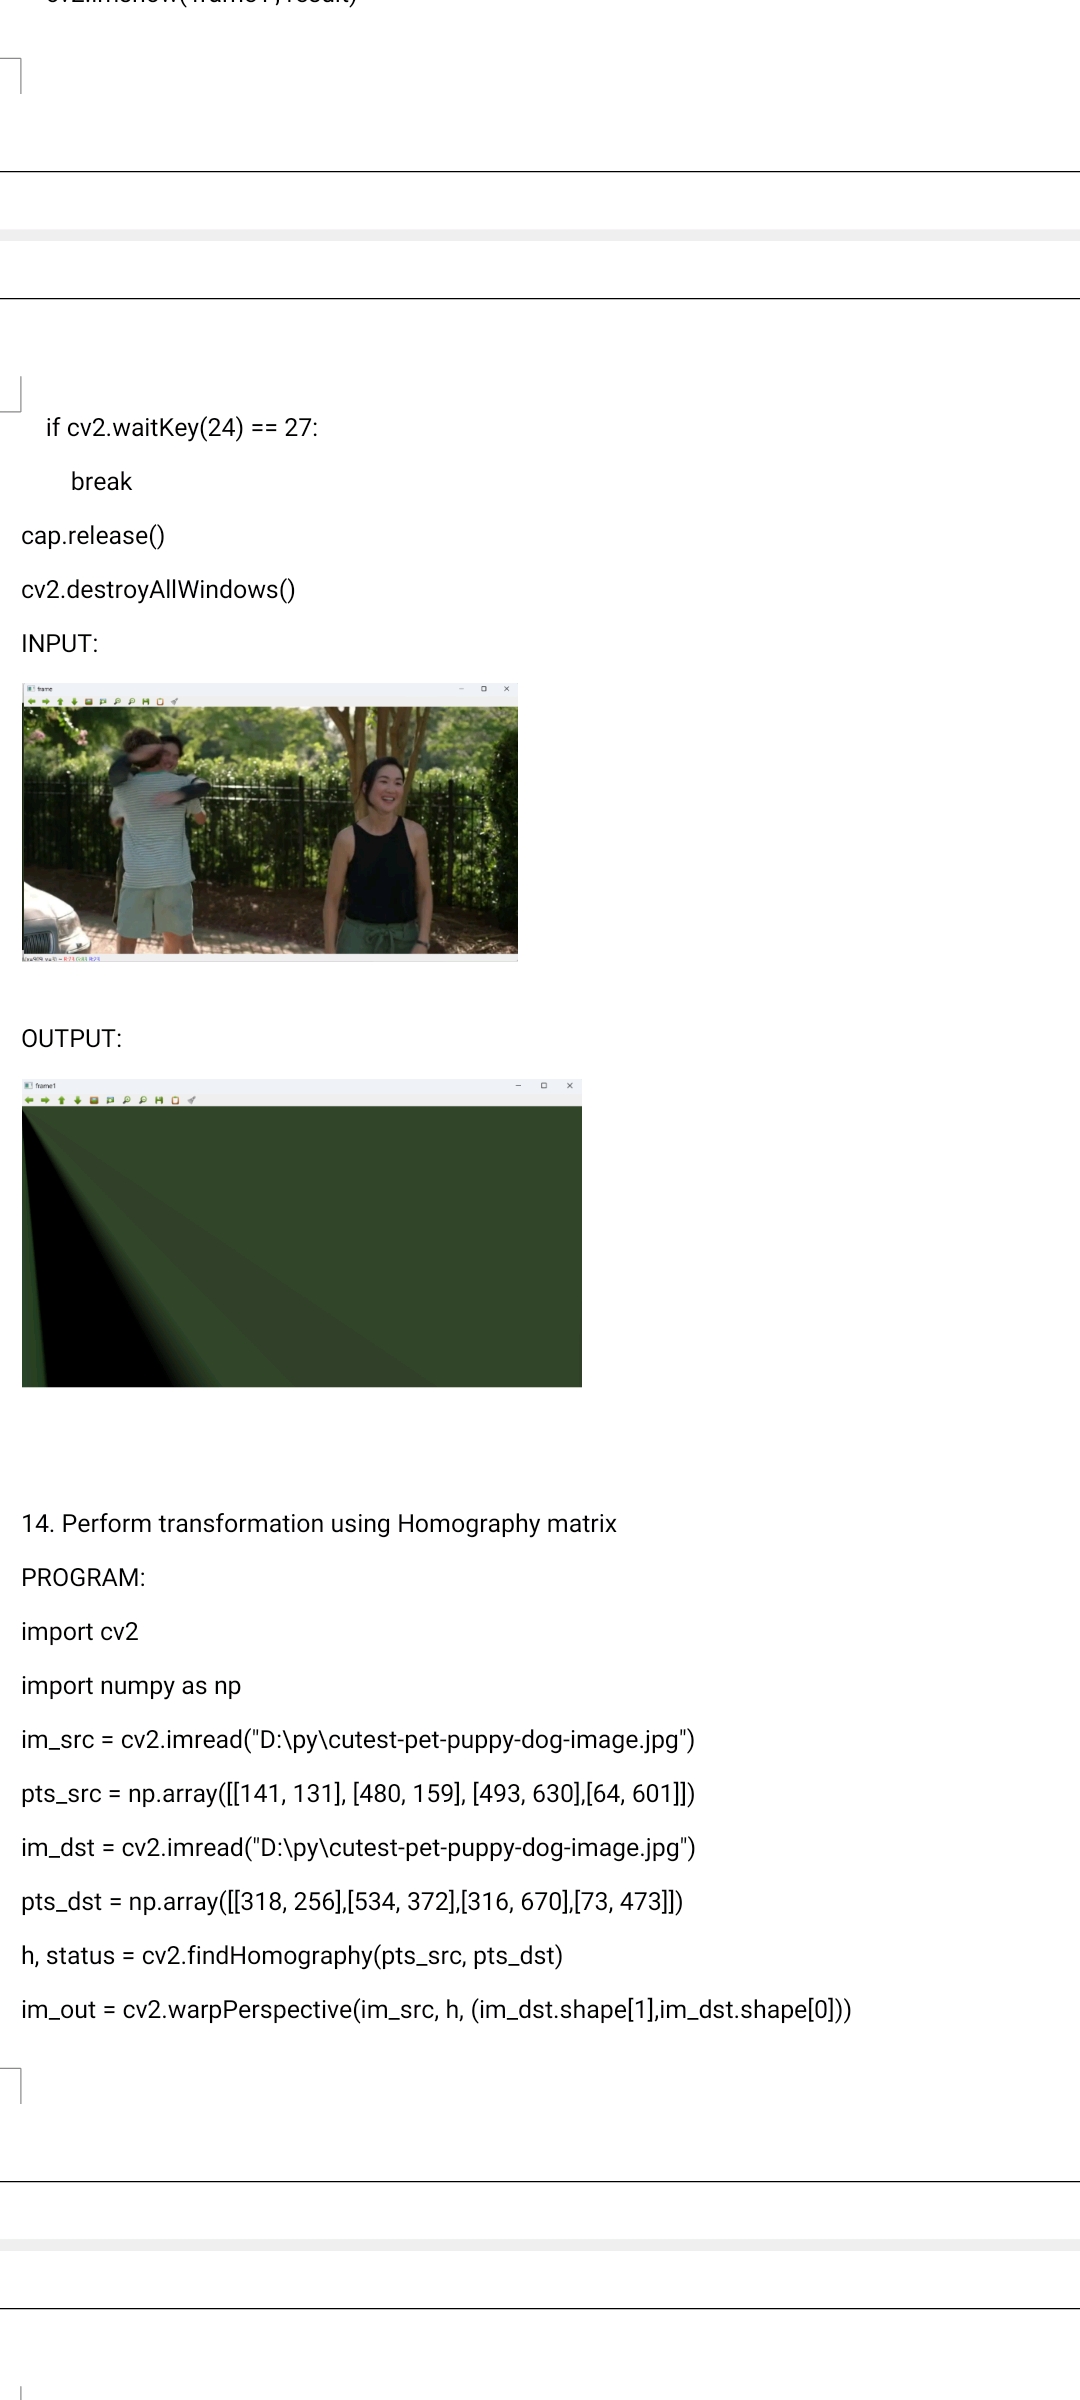 if cv2.waitKey(24) == 27:
break
cap.release()
cv2.destroyAllWindows()
INPUT:
frame
OUTPUT:
frame1
14. Perform transformation using Homography matrix
PROGRAM:
import cv2
import numpy as np
im_src = cv2.imread("D:\py\cutest-pet-puppy-dog-image.jpg")
pts_src = np.array([[141, 131], [480, 159], [493, 630],[64, 601]])
im_dst = cv2.imread("D:\py\cutest-pet-puppy-dog-image.jpg")
pts_dst = np.array([[318, 256],[534, 372],[316, 670],[73, 473]])
h, status = cv2.findHomography(pts_src, pts_dst)
im_out = cv2.warpPerspective(im_src, h, (im_dst.shape[1],im_dst.shape[0]))